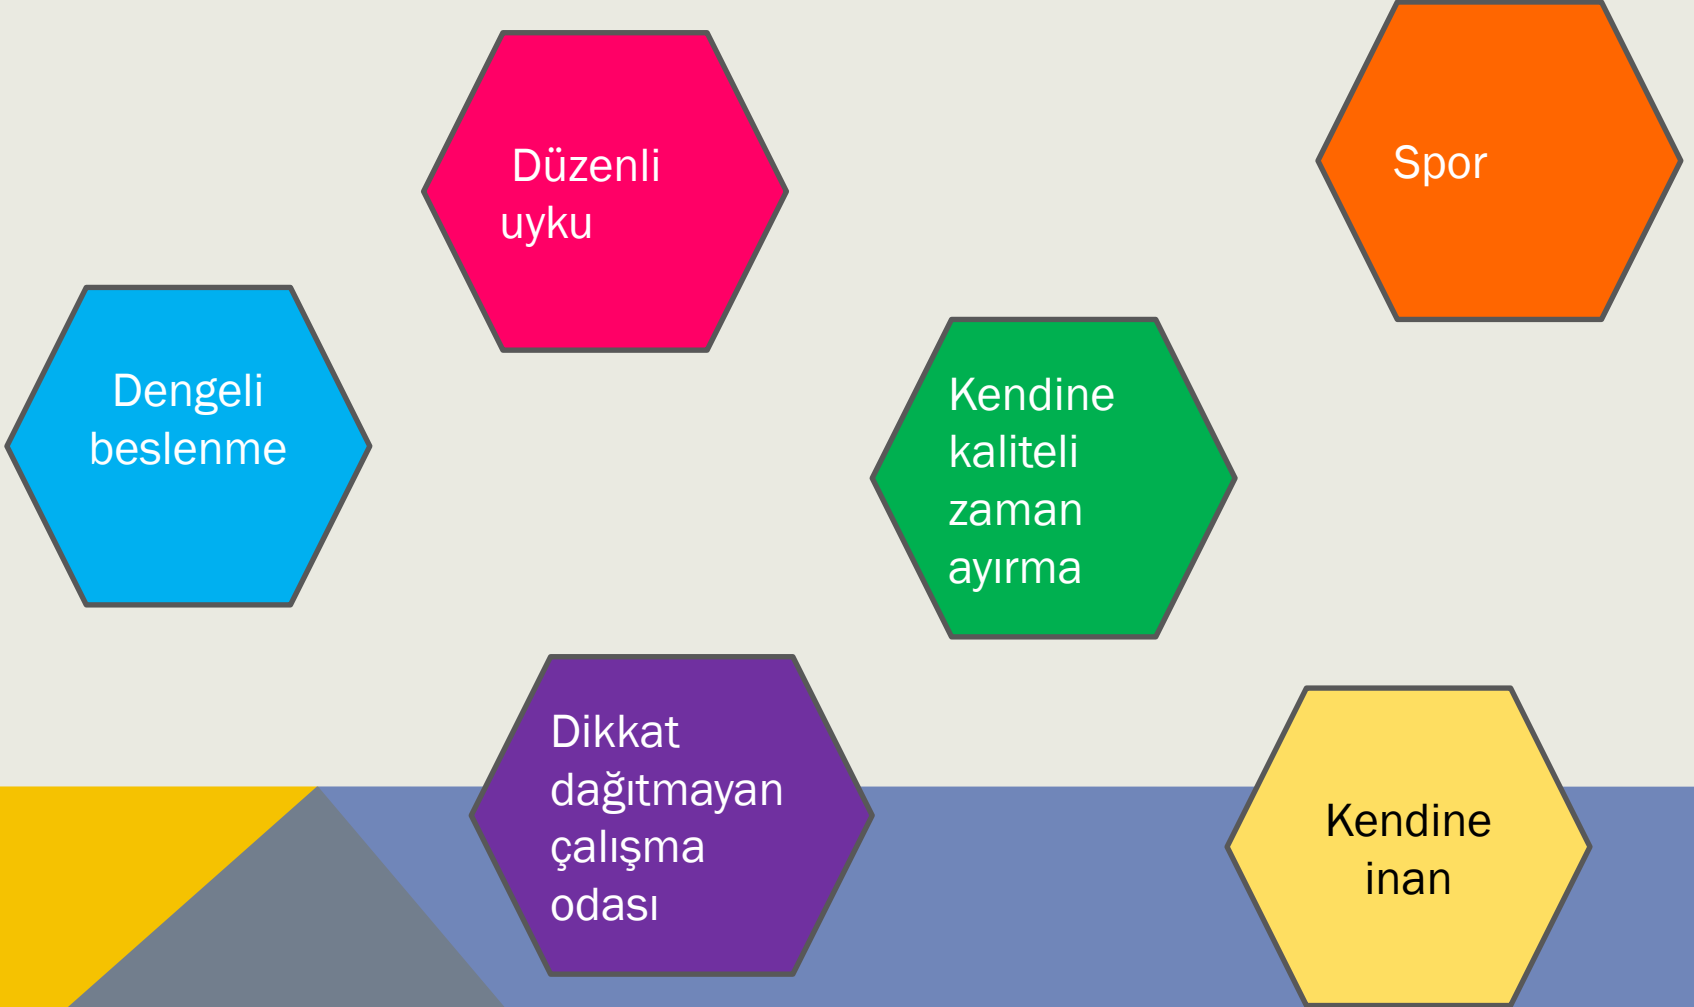 Düzenli
uyku
Spor
Dengeli
beslenme
Kendine
kaliteli
zaman
ayırma
Dikkat
dağıtmayan
çalışma
odası
Kendine
inan